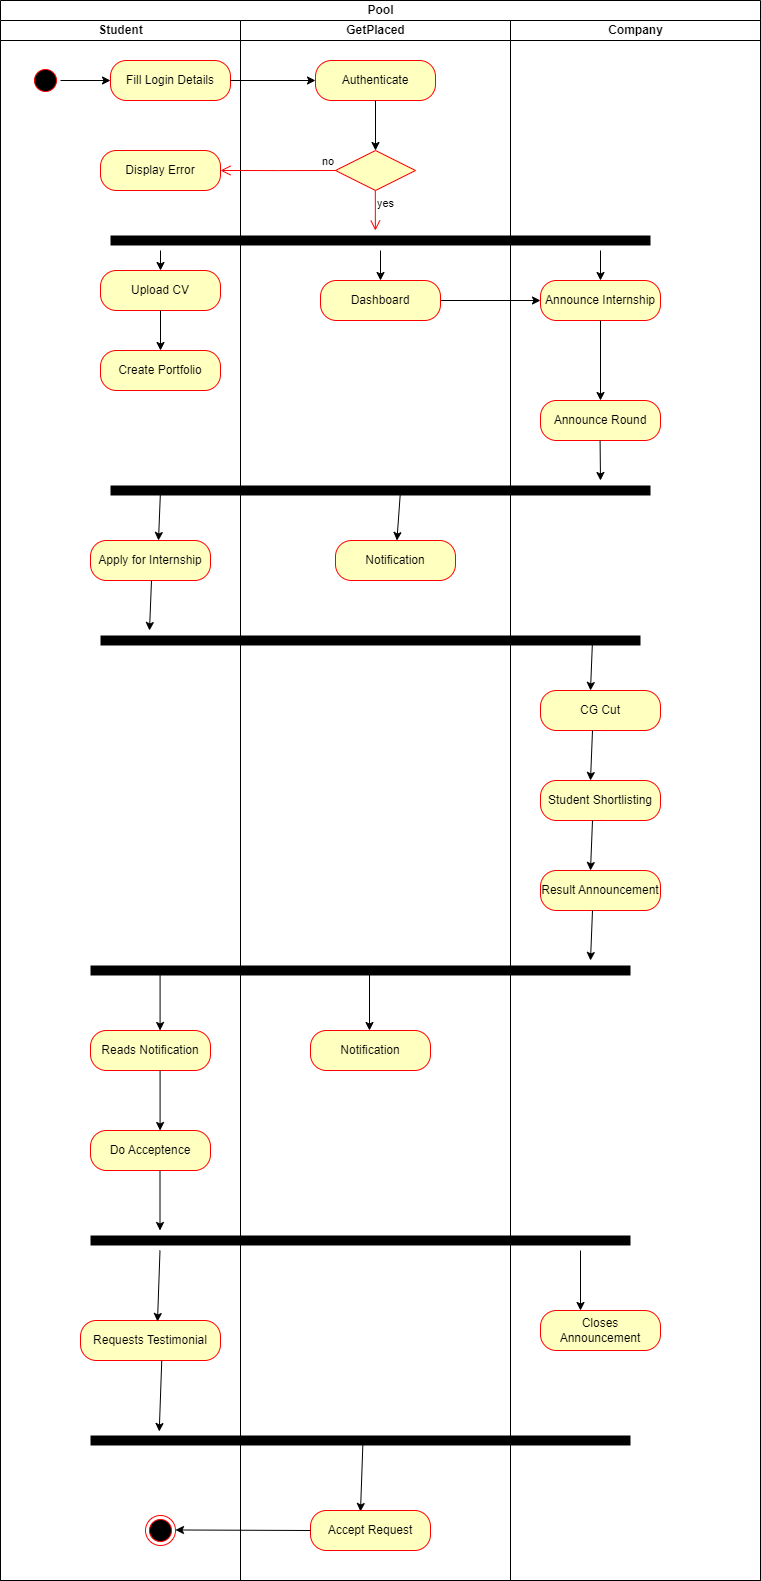 Pool
Student
GetPlaced
Company
Fill Login Details
Authenticate
no
Display Error
yes
Upload CV
Dashboard
Announce Internship
Create Portfolio
Announce Round
Apply for Internship
Notification
CG Cut
Student Shortlisting
Result Announcement
Reads Notification
Notification
Do Acceptence
Requests Testimonial
Closes
Announcement
Accept Request